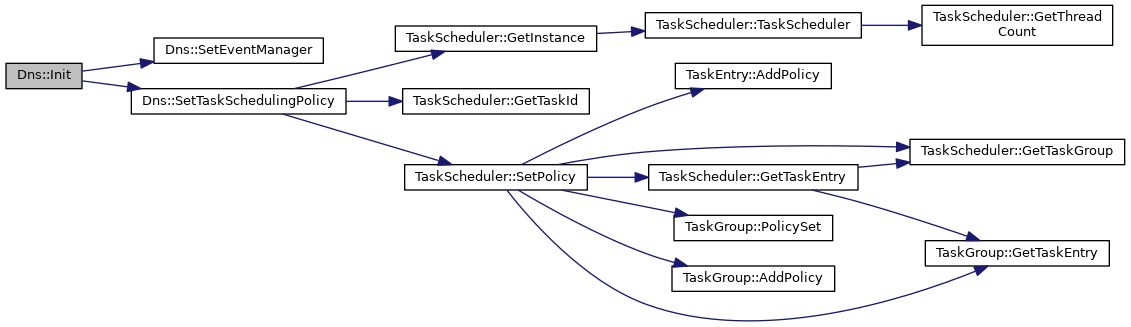 Dns::Init
Dns::SetEventManager
Dns::SetTaskSchedulingPolicy
TaskScheduler::GetInstance
TaskScheduler::TaskScheduler
TaskScheduler::GetThread
Count
TaskScheduler::GetTaskId
TaskScheduler::SetPolicy
TaskEntry::AddPolicy
TaskScheduler::GetTaskGroup
TaskScheduler::GetTaskEntry
TaskGroup::PolicySet
TaskGroup::GetTaskEntry
TaskGroup::AddPolicy